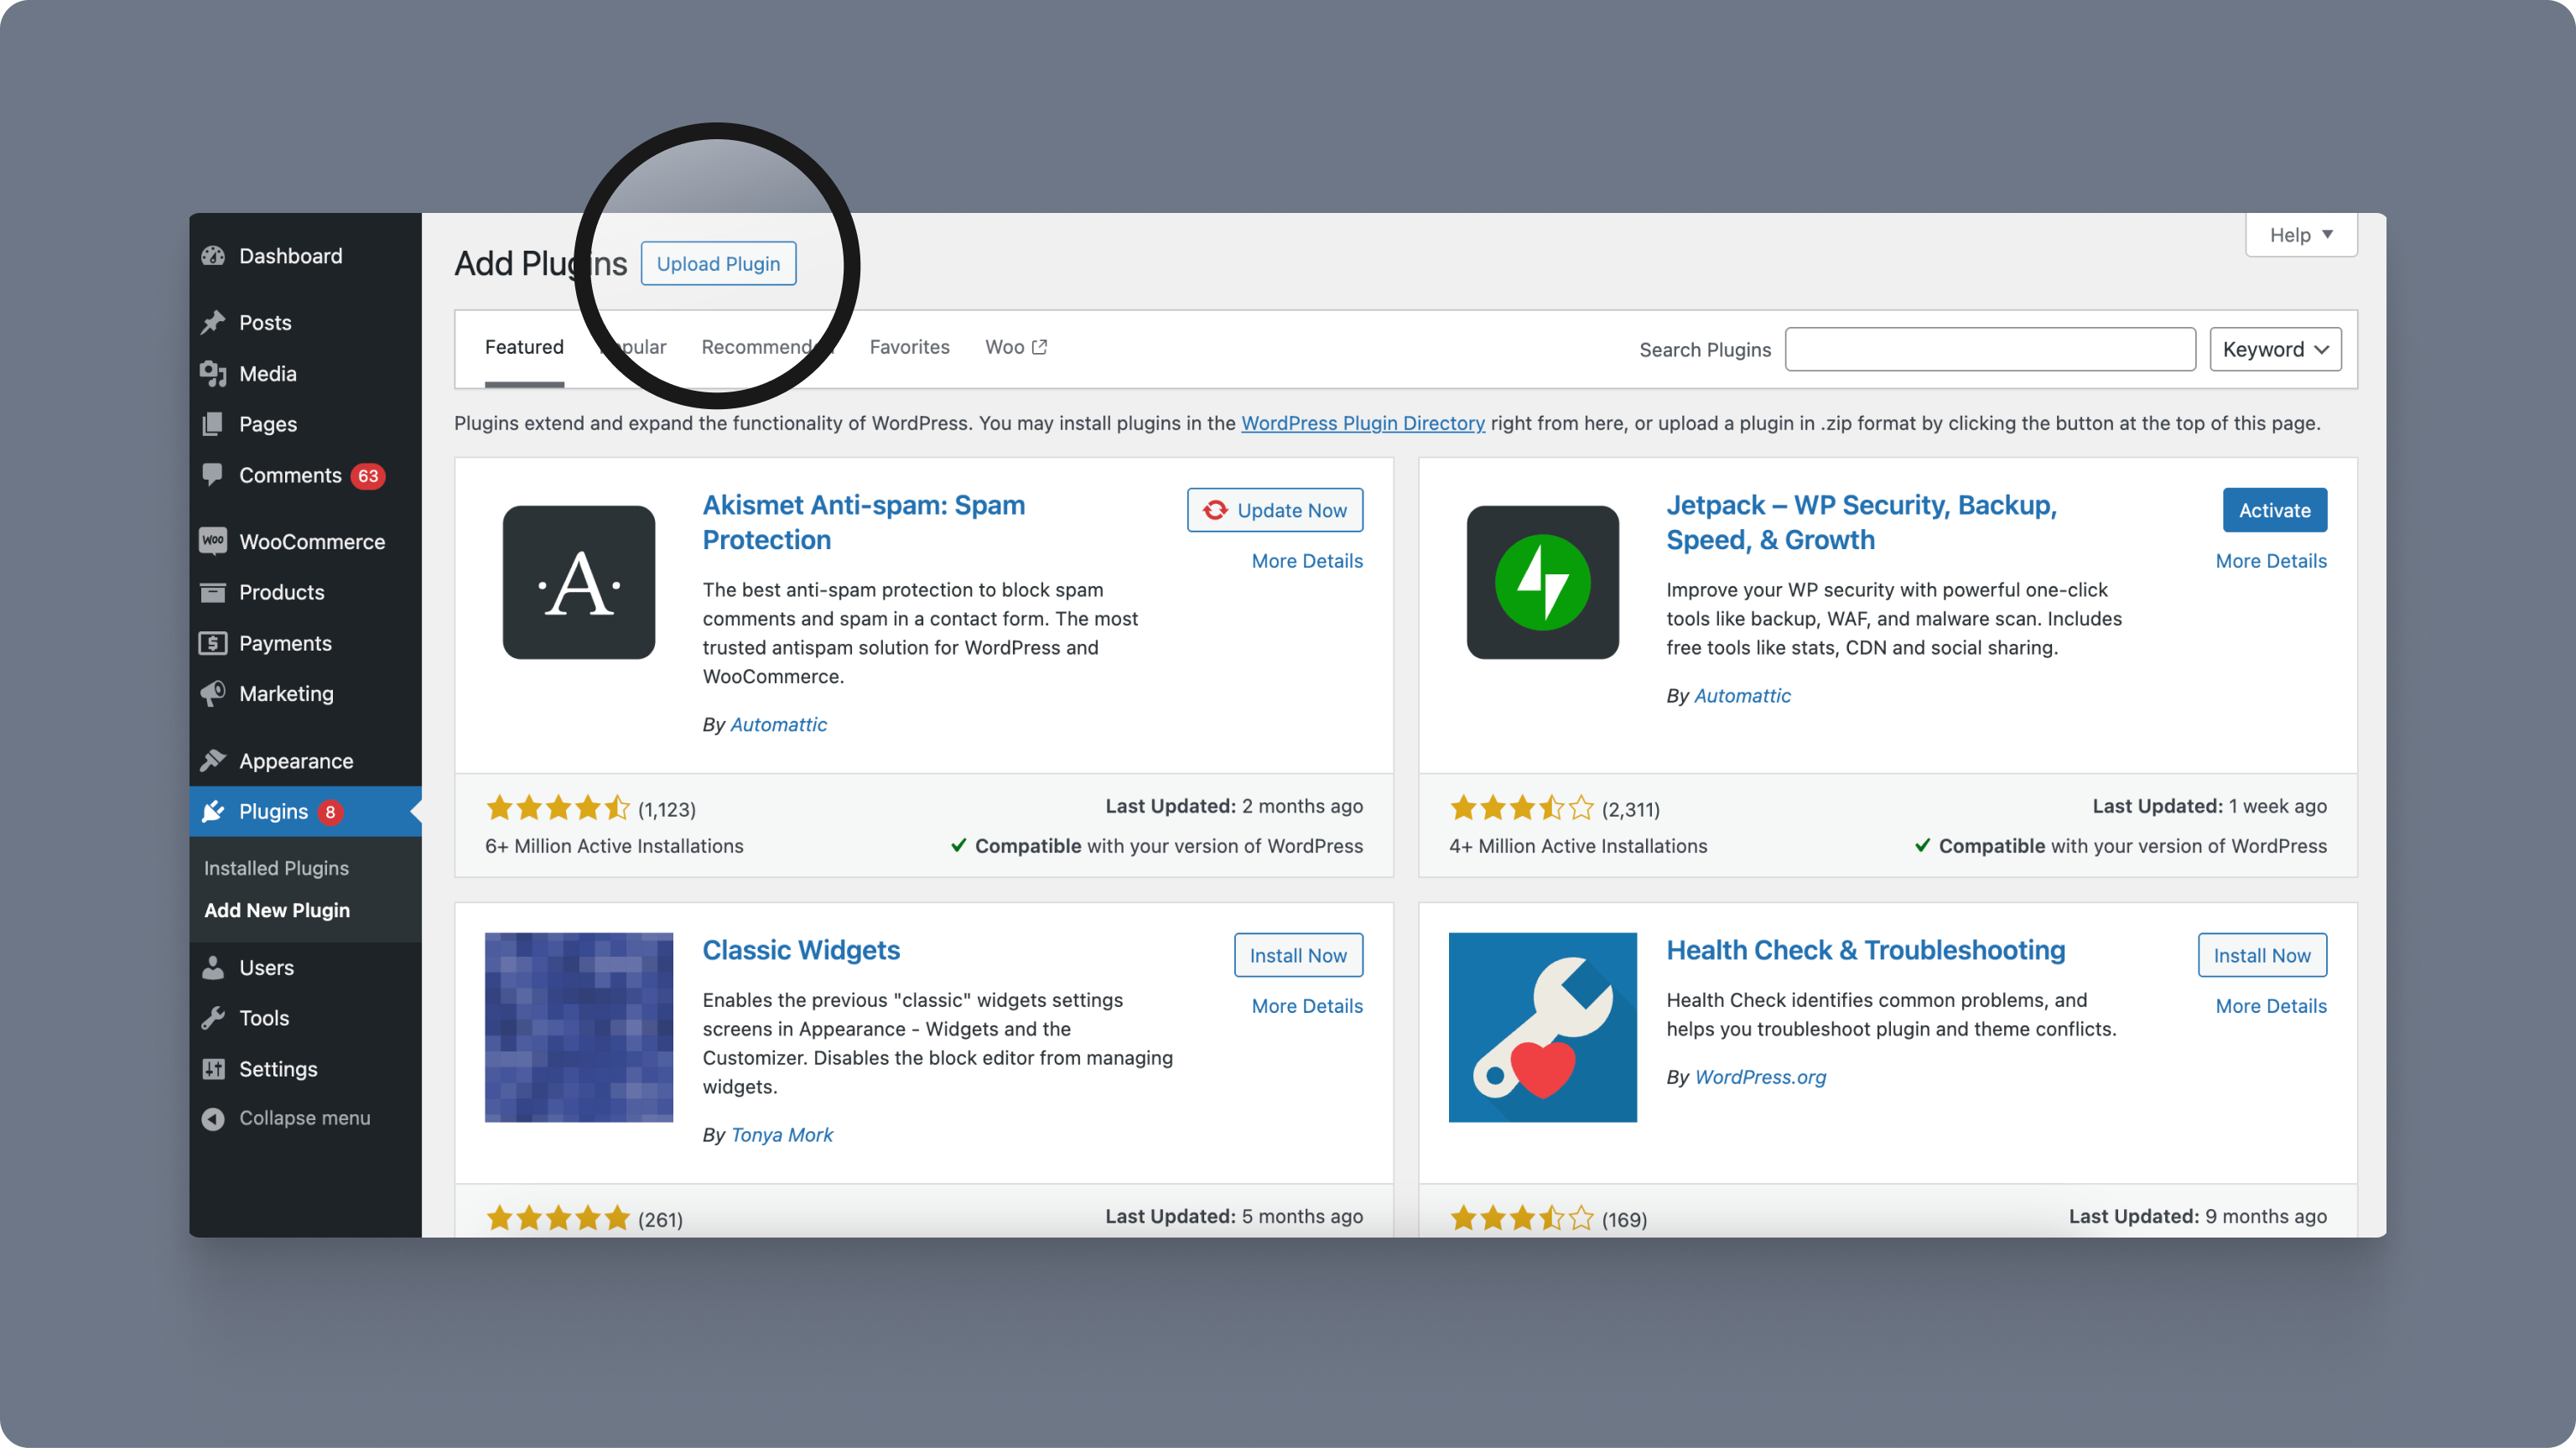 Dashboard
Posts
Media
Pages
Comments 63
WooCommerce
Products
Payments
Marketing
Appearance
Plugins 8
Installed Plugins
Add New Plugin
Users
Tools
Settings
Collapse menu
Add Plugins
Upload Plugin
Help
Featured
Favorites
Woo
Search Plugins
Keyword
Plugins extend and expand the functionality of WordPress. You may install plugins in the WordPress Plugin Directory right from here, or upload a plugin in .zip format by clicking the button at the top of this page.
·A·
Akismet Anti-spam: Spam
Protection
Update Now
More Details
The best anti-spam protection to block spam
comments and spam in a contact form. The most
trusted antispam solution for WordPress and
WooCommerce.
By Automattic
(1,123)
6+ Million Active Installations
Last Updated: 2 months ago
Compatible with your version of WordPress
Jetpack – WP Security, Backup,
Speed, & Growth
Activate
More Details
Improve your WP security with powerful one-click
tools like backup, WAF, and malware scan. Includes
free tools like stats, CDN and social sharing.
By Automattic
(2,311)
4+ Million Active Installations
Last Updated: 1 week ago
Compatible with your version of WordPress
Classic Widgets
Install Now
More Details
Enables the previous "classic" widgets settings
screens in Appearance - Widgets and the
Customizer. Disables the block editor from managing
widgets.
By Tonya Mork
(261)
Last Updated: 5 months ago
Health Check & Troubleshooting
Install Now
More Details
Health Check identifies common problems, and
helps you troubleshoot plugin and theme conflicts.
By WordPress.org
(169)
Last Updated: 9 months ago